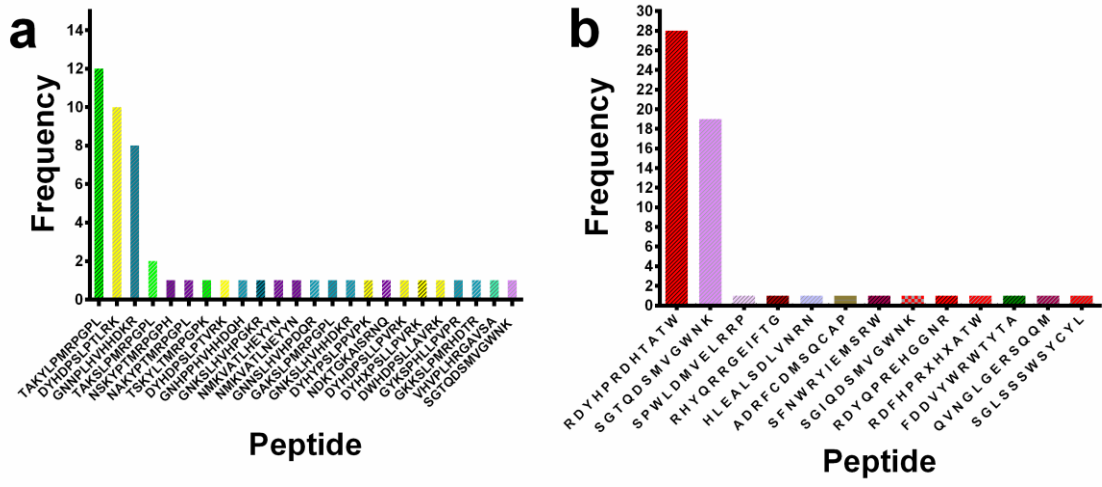 a
Frequency
14
12
10
8
6
4
2
0
TAKYLPMRPGPL
DYHDPSLPTLRK
GNNPLHVHHDKR
TAKSLPMRPGPL
NSKYPTMRPGPH
NAKYPTMRPGPL
TSKYLTMRPGPK
DYHDPSLPTVRK
NHPPHVHHDQH
GNKSLHVHPGKR
NMKVATLNEYYN
NMKVATLHEYYN
GNNSLHVHPDQR
GAKSLPMRPGPL
GNKSLHVHHDKR
DYHYPSLPPVPK
NDKTGKAISRNQ
DYHDPSLLPVRK
DYHXPSLLPVRK
DWHDPSLLAVRK
GYKSPHLLPVPR
GKKSLPMRHDTR
VHVPLHRGAVSA
SGTQDSMVGWNK
Peptide
b
Frequency
30
28
26
24
22
20
18
16
14
12
10
8
6
4
2
0
RDYHPRDHTATW
SGTQDSMVGWNK
SPWLDMVELRRP
RHYQRRGEIFTG
HLEALSDLVNRN
ADRFCDMSQCAP
SFNWRYIEMSRW
SGIQDSMVGWNK
RDYQPREHGGNR
RDFHPRXHXATW
FDDVYWRWTYTA
QVNGLGERSQQM
SGLSSSWSYCYL
Peptide